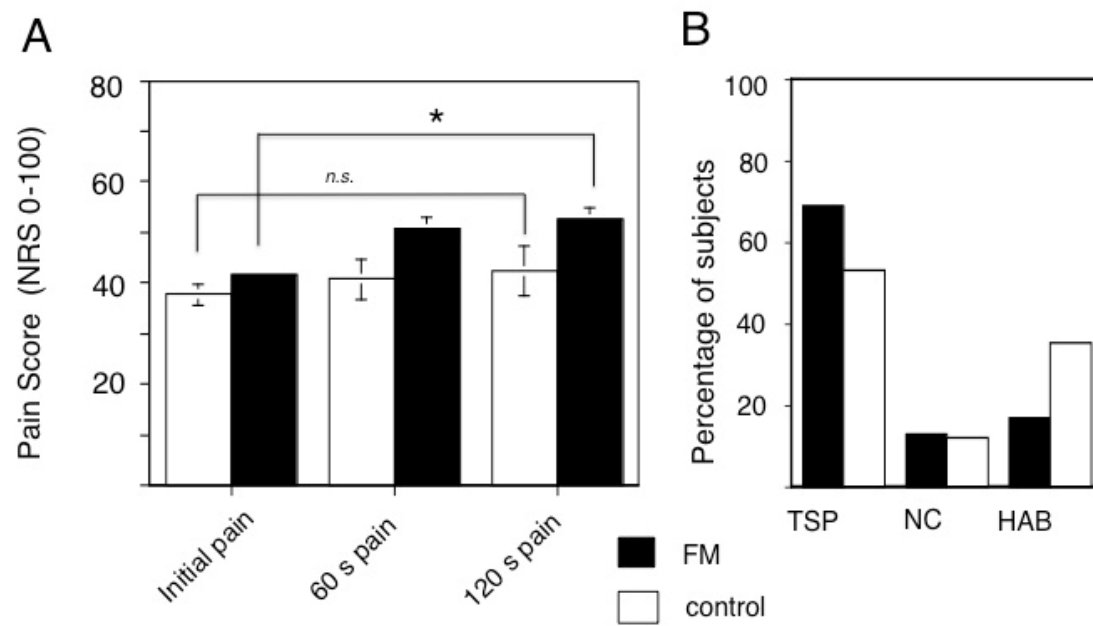 A
Pain Score (NRS 0-100)
80
60
40
20
*
n.s.
Initial pain
60 s pain
120 s pain
B
Percentage of subjects
100
80
60
40
20
TSP
NC
HAB
FM
control